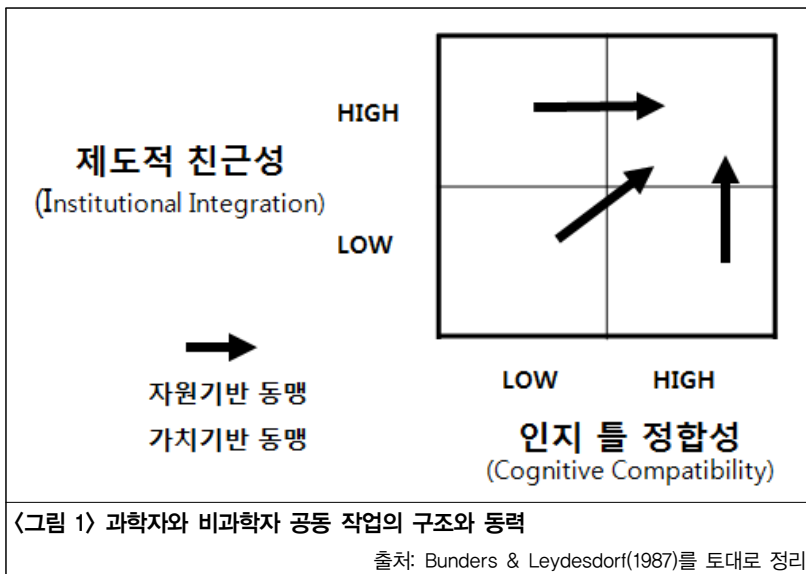 HIGH
제도적 친근성
(Institutional Integration)
LOW
자원기반 동맹
가치기반 동맹
LOW HIGH
인지 틀 정합성
(Cognitive Compatibility)
〈그림 1〉 과학자와 비과학자 공동 작업의 구조와 동력
출처: Bunders & Leydesdorf(1987)를 토대로 정리